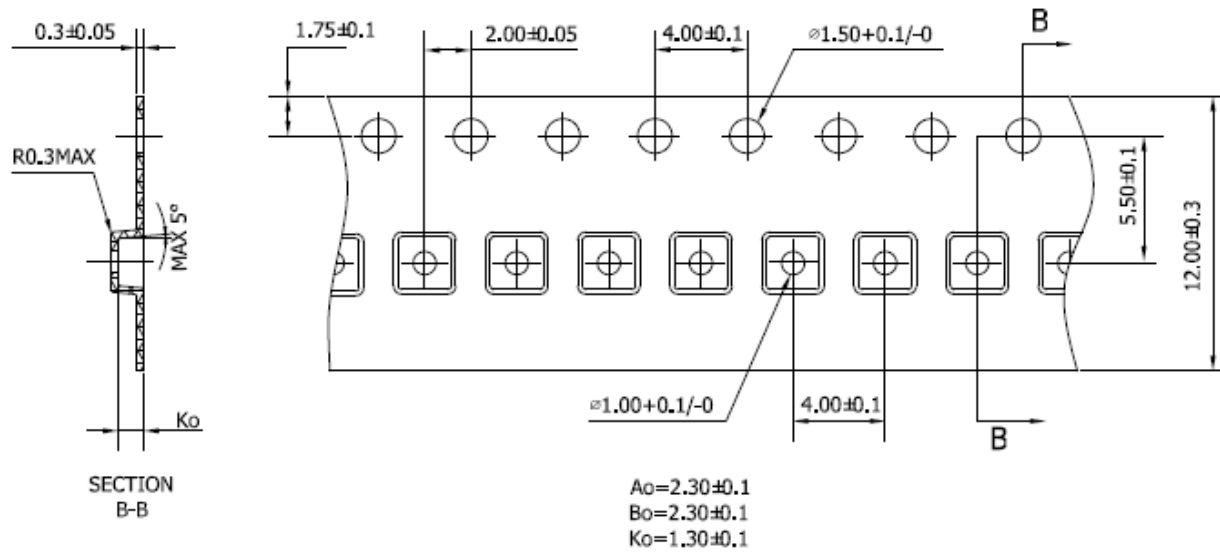 0.3±0.05
1.75±0.1
2.00±0.05
4.00±0.1
⌀1.50+0.1/-0
B
R0.3MAX
MAX 5°
5.50±0.1
12.00±0.3
Ko
⌀1.00+0.1/-0
4.00±0.1
B
SECTION
B-B
Ao=2.30±0.1
Bo=2.30±0.1
Ko=1.30±0.1